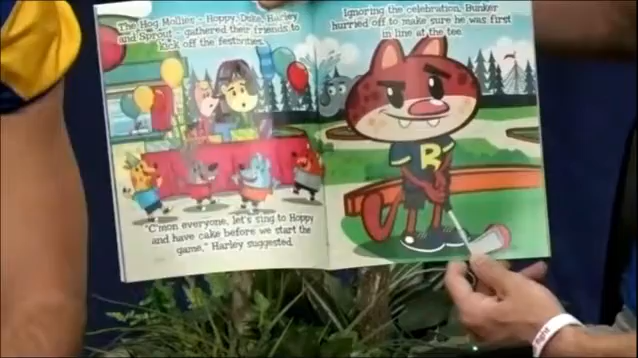 The Hog Mollies – Hoppy, Duke, Harley
and Sprout – gathered their friends to
kick off the festivities.
"C'mon everyone, let's sing to Hoppy
and have cake before we start the
game," Harley suggested.
Ignoring the celebration, Bunker
hurried off to make sure he was first
in line at the tee.
B